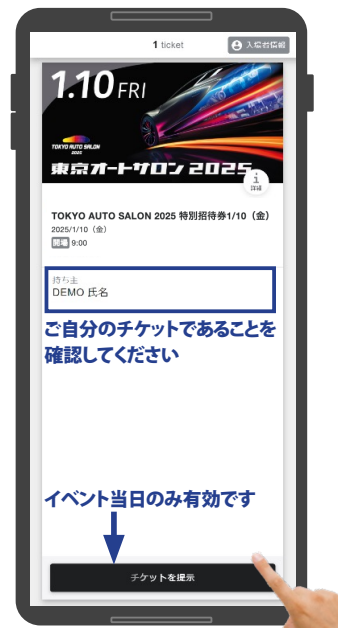 1 ticket
入場者情報
1.10 FRI
TOKYO AUTO SALON
2025
東京オートサロン 2025
i
詳細
TOKYO AUTO SALON 2025 特別招待券1/10（金）
2025/1/10（金）
開場 9:00
持ち主
DEMO 氏名
ご自分のチケットであることを
確認してください
イベント当日のみ有効です
チケットを提示